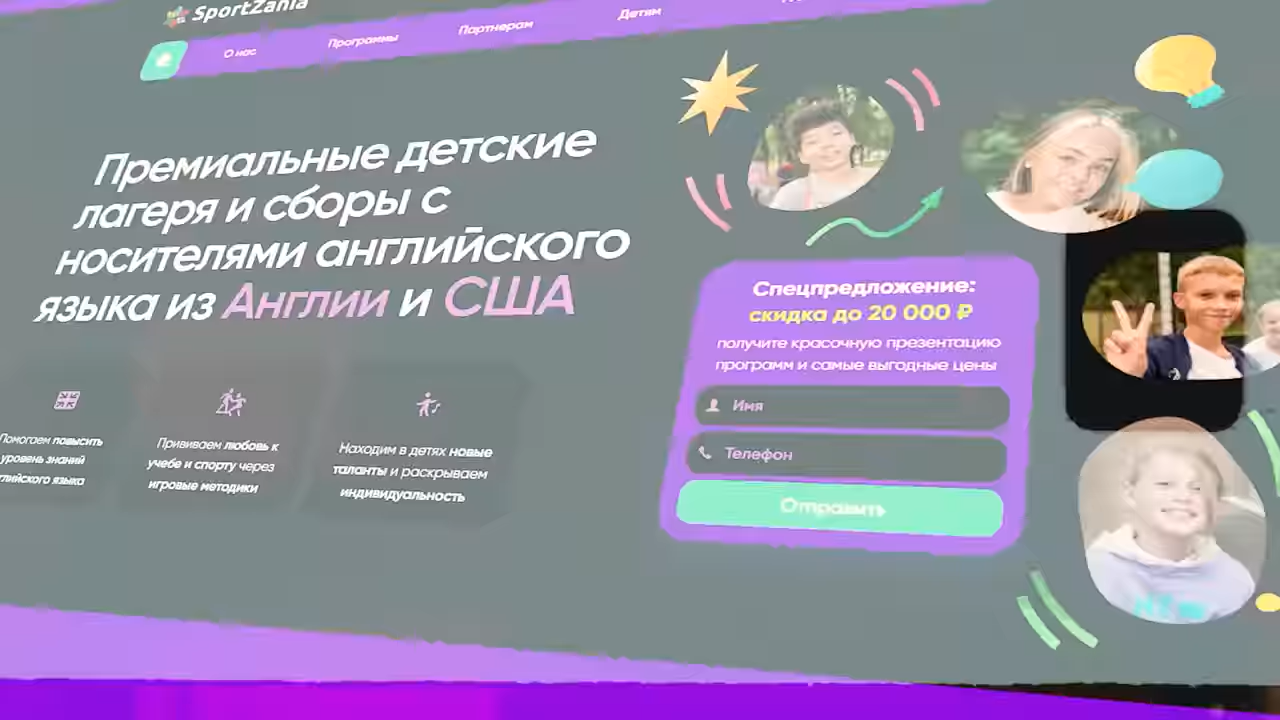 SportZania
О нас
Программы
Партнерам
Детям
Премиальные детские
лагеря и сборы с
носителями английского
языка из Англии и США
Помогаем повысить
уровень знаний
Прививаем любовь к
учебе и спорту через
игровые методики
Находим в детях новые
таланты и раскрываем
индивидуальность
Спецпредложение:
скидка до 20 000 ₽
получите красочную презентацию
программ и самые выгодные цены
Имя
Телефон
Отправить